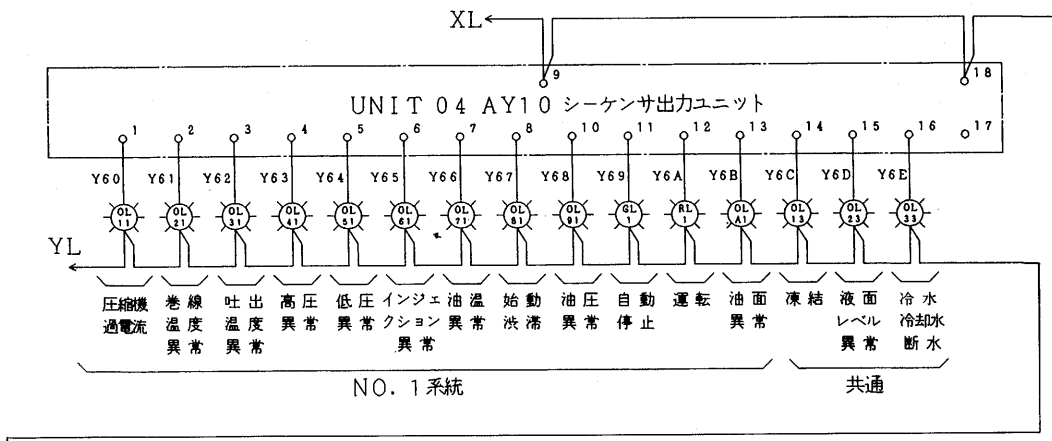 XL
9
18
UNIT 04 AY10 シーケンサ出力ユニット
1 2 3 4 5 6 7 8 10 11 12 13 14 15 16 17
Y60 Y61 Y62 Y63 Y64 Y65 Y66 Y67 Y68 Y69 Y6A Y6B Y6C Y6D Y6E
OL OL OL OL OL OL OL OL OL GL RL OL OL OL OL
11 21 31 41 51 61 71 81 91 1 1 A1 13 23 33
YL
圧縮機 巻線 吐出 高圧 低圧 インジェ 油温 始動 油圧 自動 運転 油面 凍結 液面 冷水
過電流 温度 温度 異常 異常 クション 異常 渋滞 異常 停止 異常 レベル 冷却水
異常 異常 異常 異常 断水
NO. 1系統 共通